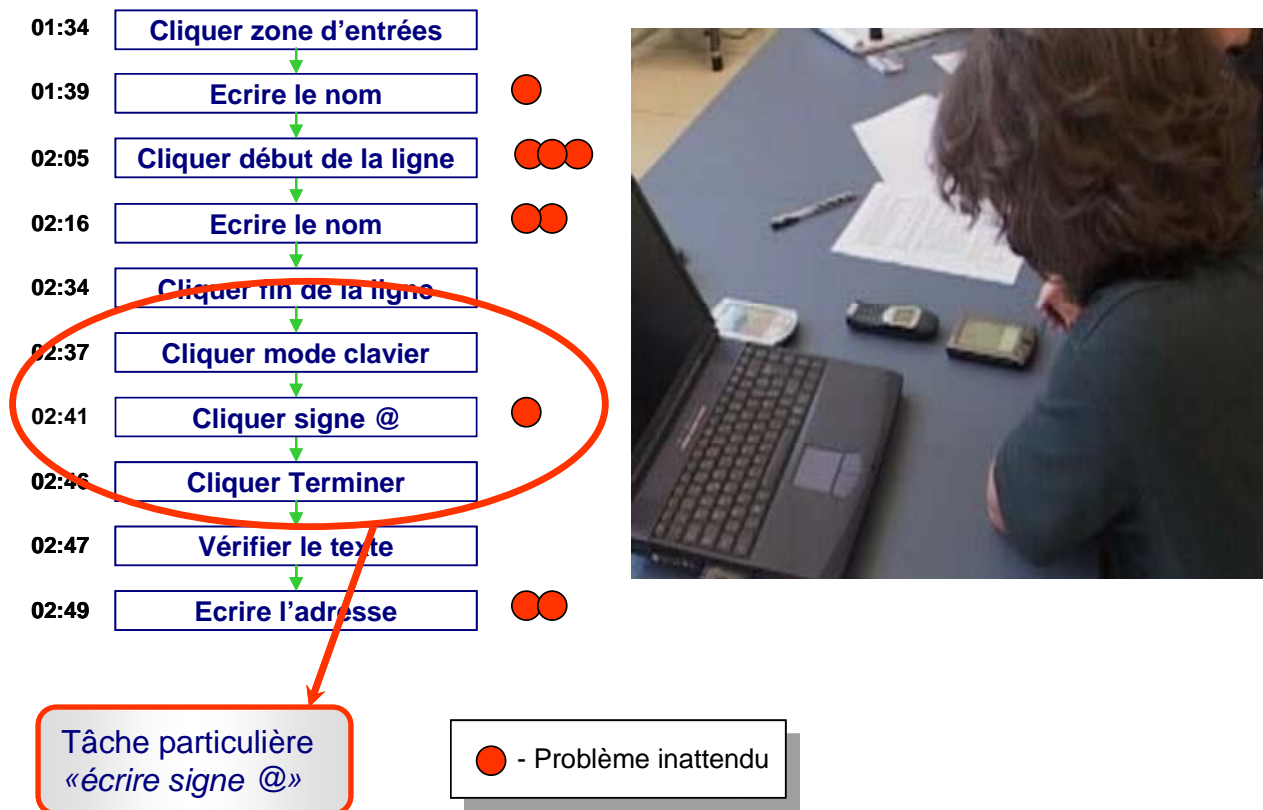 01:34 Cliquer zone d’entrées
01:39 Ecrire le nom
02:05 Cliquer début de la ligne
02:16 Ecrire le nom
02:34 Cliquer fin de la ligne
02:37 Cliquer mode clavier
02:41 Cliquer signe @
02:46 Cliquer Terminer
02:47 Vérifier le texte
02:49 Ecrire l’adresse
Tâche particulière
«écrire signe @»
- Problème inattendu